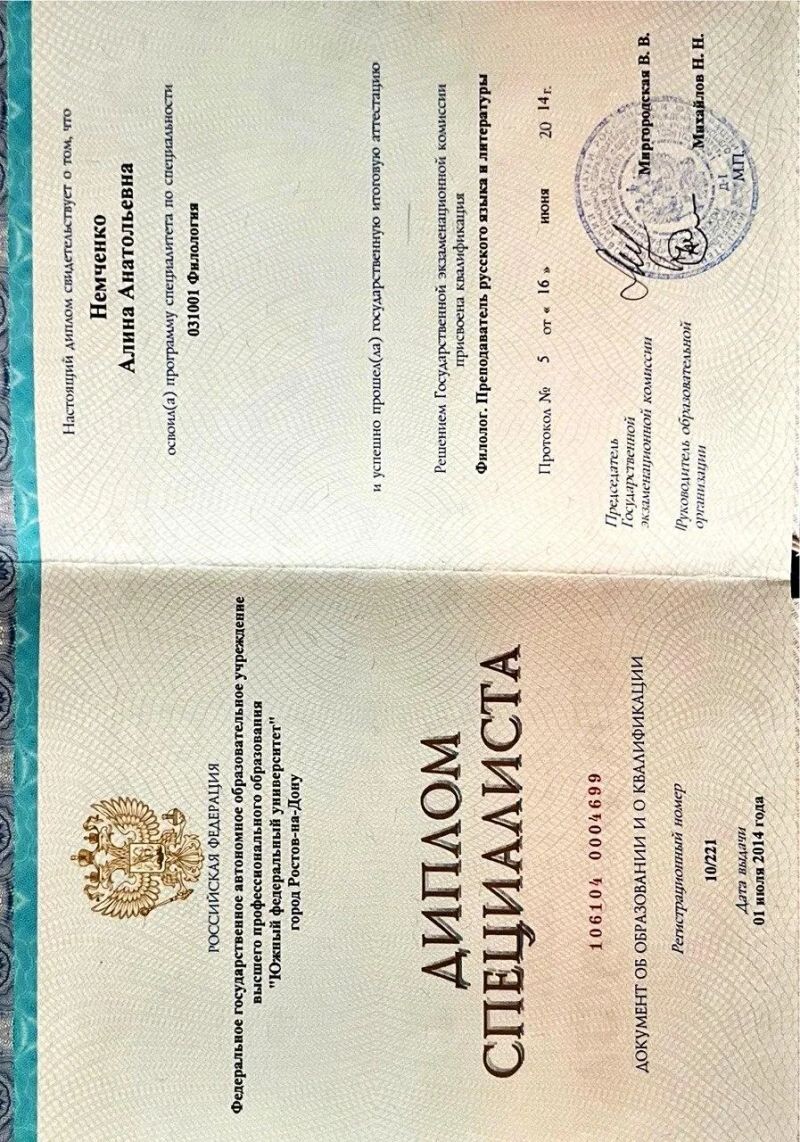 РОССИЙСКАЯ ФЕДЕРАЦИЯ
Федеральное государственное автономное образовательное учреждение
высшего профессионального образования
"Южный федеральный университет"
город Ростов-на-Дону
ДИПЛОМ
СПЕЦИАЛИСТА
106104 0004699
ДОКУМЕНТ ОБ ОБРАЗОВАНИИ И О КВАЛИФИКАЦИИ
Регистрационный номер
10/221
Дата выдачи
01 июля 2014 года
Настоящий диплом свидетельствует о том, что
Немченко
Алина Анатольевна
освоил(а) программу специалитета по специальности
031001 Филология
и успешно прошел(ла) государственную итоговую аттестацию
Решением Государственной экзаменационной комиссии
присвоена квалификация
Филолог. Преподаватель русского языка и литературы
Протокол № 5 от « 16 » июня 20 14 г.
Председатель
Государственной
экзаменационной комиссии
Миргородская В. В.
Руководитель образовательной
организации
Михайлов Н. Н.
М.П.